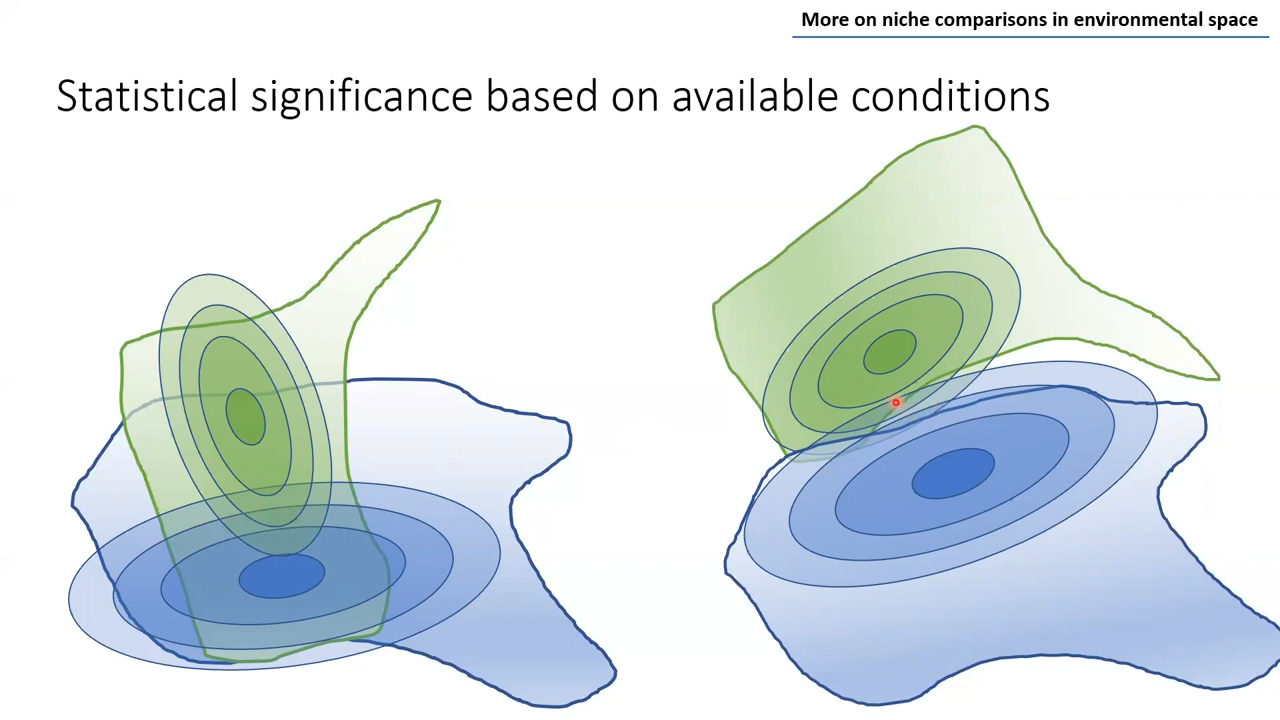 More on niche comparisons in environmental space
Statistical significance based on available conditions